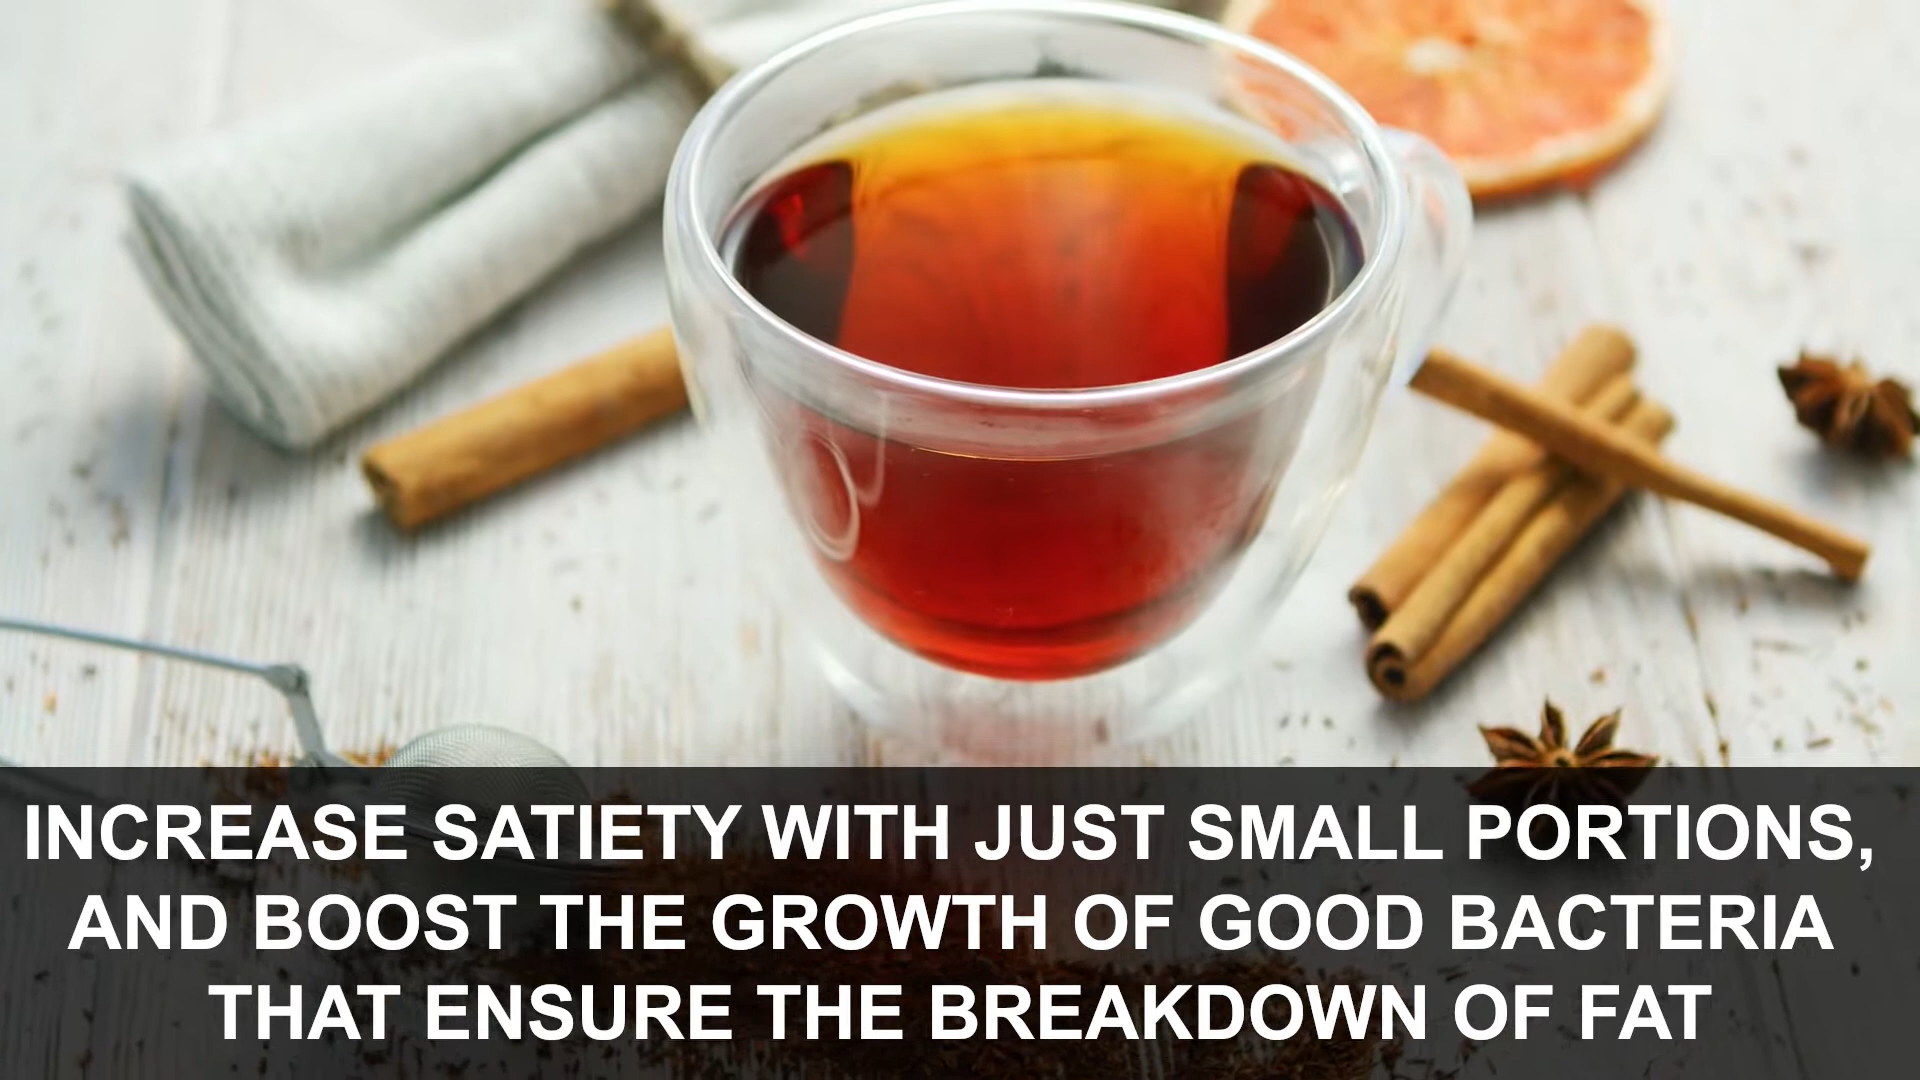 INCREASE SATIETY WITH JUST SMALL PORTIONS,
AND BOOST THE GROWTH OF GOOD BACTERIA
THAT ENSURE THE BREAKDOWN OF FAT